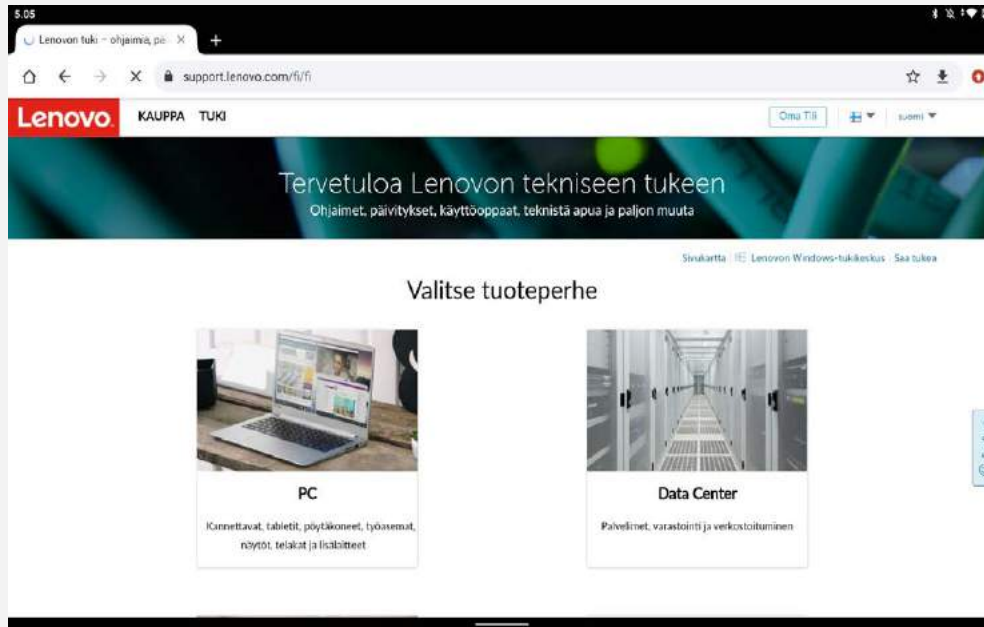 5.05
Lenovon tuki – ohjaimia, pä
support.lenovo.com/fi/fi
Lenovo. KAUPPA TUKI Oma Tili suomi
Tervetuloa Lenovon tekniseen tukeen
Ohjaimet, päivitykset, käyttöoppaat, teknistä apua ja paljon muuta
Sivukartta Lenovon Windows-tukikeskus Saa tukea
Valitse tuoteperhe
PC
Kannettavat, tabletit, pöytäkoneet, työasemat,
näytöt, telakat ja lisälaitteet
Data Center
Palvelimet, varastointi ja verkostoituminen